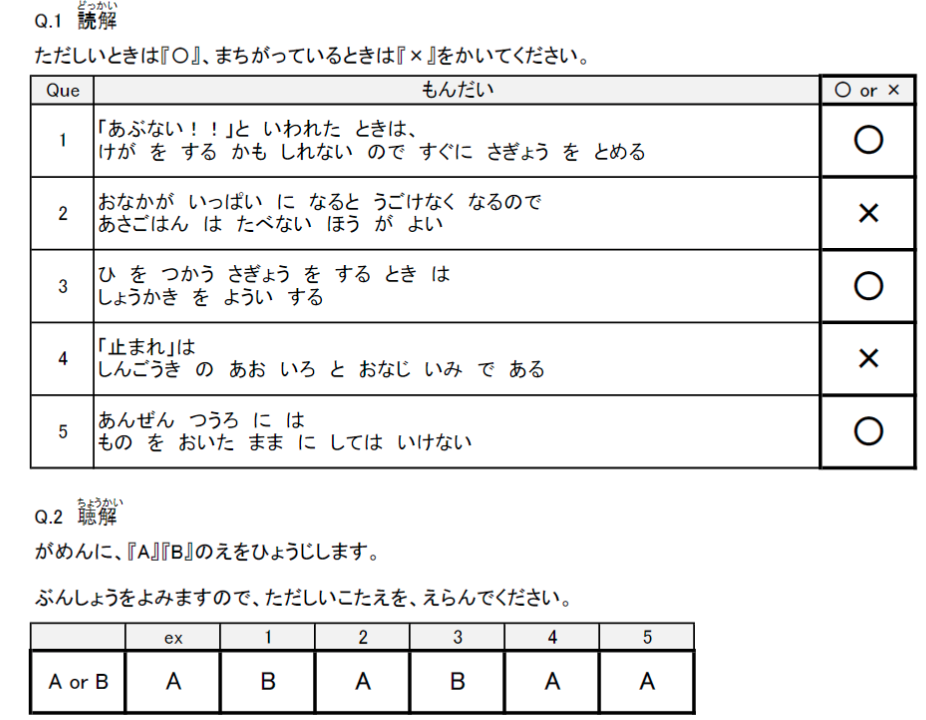 どっかい
Q.1 読解
ただしいときは『〇』、まちがっているときは『×』をかいてください。
Que もんだい 〇 or ×
1 「あぶない！！」と いわれた ときは、
けが を する かも しれない ので すぐに さぎょう を とめる 〇
2 おなかが いっぱい に なると うごけなく なるので
あさごはん は たべない ほう が よい ×
3 ひ を つかう さぎょう を する とき は
しょうかき を ようい する 〇
4 「止まれ」は
しんごうき の あお いろ と おなじ いみ で ある ×
5 あんぜん つうろ に は
もの を おいた まま に しては いけない 〇
ちょうかい
Q.2 聴解
がめんに、『A』『B』のえをひょうじします。
ぶんしょうをよみますので、ただしいこたえを、えらんでください。
ex 1 2 3 4 5
A or B A B A B A A